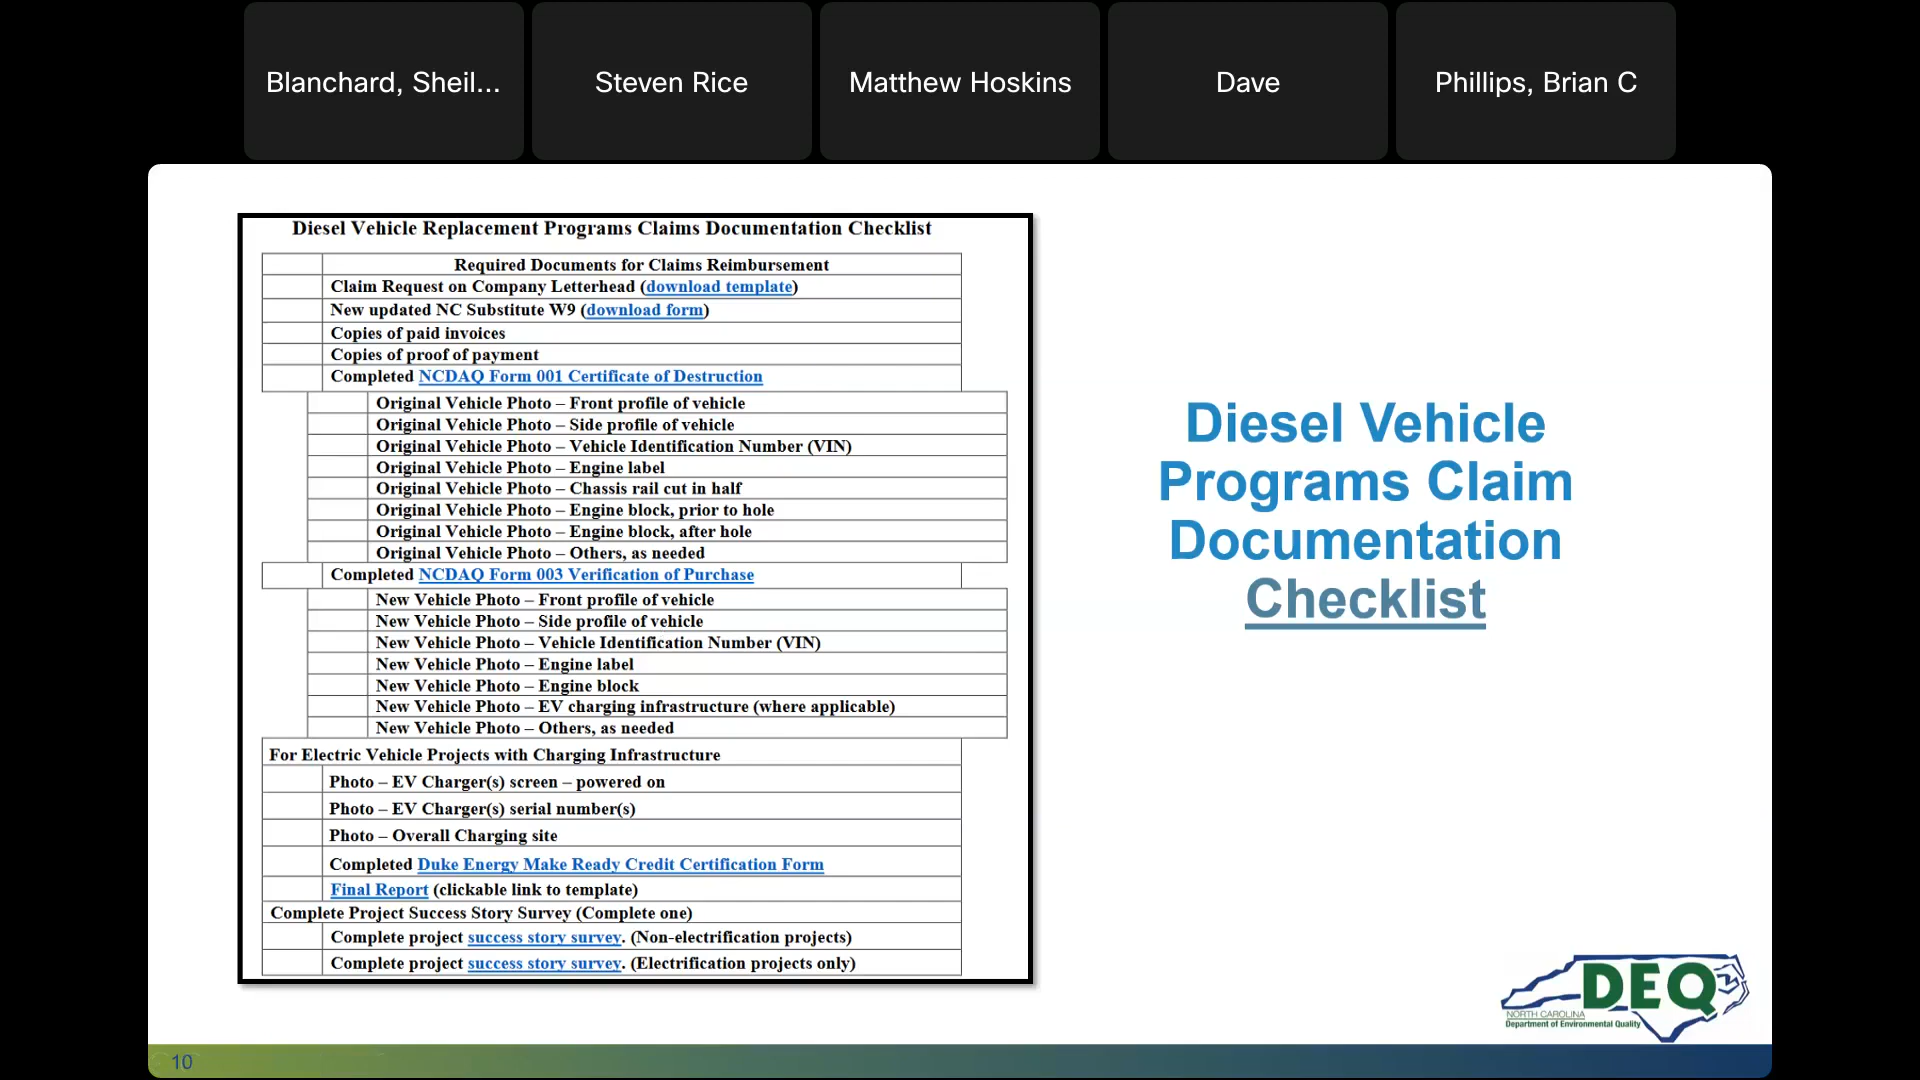 Blanchard, Sheil...
Steven Rice
Matthew Hoskins
Dave
Phillips, Brian C
Diesel Vehicle Replacement Programs Claims Documentation Checklist
Required Documents for Claims Reimbursement
Claim Request on Company Letterhead (download template)
New updated NC Substitute W9 (download form)
Copies of paid invoices
Copies of proof of payment
Completed NCDAQ Form 001 Certificate of Destruction
Original Vehicle Photo – Front profile of vehicle
Original Vehicle Photo – Side profile of vehicle
Original Vehicle Photo – Vehicle Identification Number (VIN)
Original Vehicle Photo – Engine label
Original Vehicle Photo – Chassis rail cut in half
Original Vehicle Photo – Engine block, prior to hole
Original Vehicle Photo – Engine block, after hole
Original Vehicle Photo – Others, as needed
Completed NCDAQ Form 003 Verification of Purchase
New Vehicle Photo – Front profile of vehicle
New Vehicle Photo – Side profile of vehicle
New Vehicle Photo – Vehicle Identification Number (VIN)
New Vehicle Photo – Engine label
New Vehicle Photo – Engine block
New Vehicle Photo – EV charging infrastructure (where applicable)
New Vehicle Photo – Others, as needed
For Electric Vehicle Projects with Charging Infrastructure
Photo – EV Charger(s) screen – powered on
Photo – EV Charger(s) serial number(s)
Photo – Overall Charging site
Completed Duke Energy Make Ready Credit Certification Form
Final Report (clickable link to template)
Complete Project Success Story Survey (Complete one)
Complete project success story survey. (Non-electrification projects)
Complete project success story survey. (Electrification projects only)
Diesel Vehicle
Programs Claim
Documentation
Checklist
DEQ
NORTH CAROLINA
Department of Environmental Quality
10